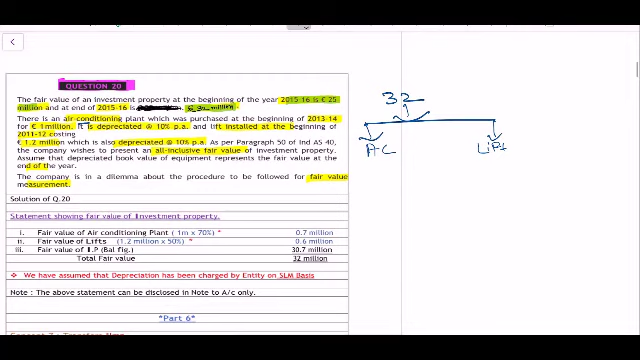 QUESTION 20
The fair value of an investment property at the beginning of the year 2015-16 is € 25
million and at end of 2015-16 is
There is an air-conditioning plant which was purchased at the beginning of 2013-14
for € 1 million, It is depreciated @ 10% p.a. and lift installed at the beginning of
2011-12 costing
€ 1.2 million which is also depreciated @ 10% p.a. As per Paragraph 50 of Ind AS 40,
the company wishes to present an all-inclusive fair value of investment property.
Assume that depreciated book value of equipment represents the fair value at the
end of the year.
The company is in a dilemma about the procedure to be followed for fair value
measurement.
Solution of Q.20
Statement showing fair value of Investment property.
i. Fair value of Air conditioning Plant (1m x 70%) * 0.7 million
ii. Fair value of Lifts (1.2 million x 50%) * 0.6 million
iii. Fair value of I.P (Bal fig.) 30.7 million
Total Fair value 32 million
We have assumed that Depreciation has been charged by Entity on SLM Basis
Note : The above statement can be disclosed in Note to A/c only.
*Part 6*
32
A-C
Lift